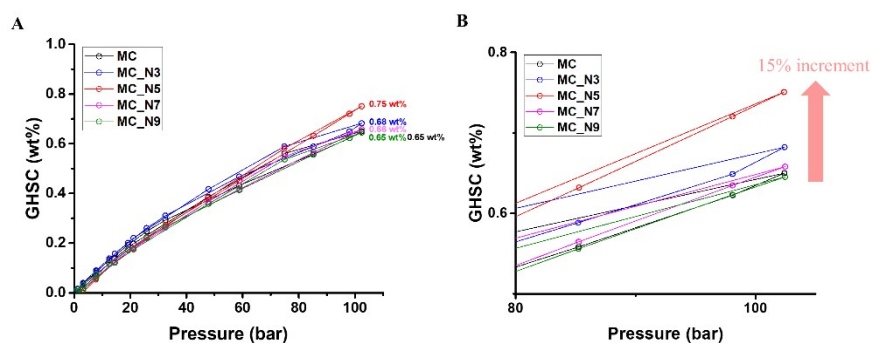 A
B
1.0
0.8
0.6
0.4
0.2
0.0
GHSC (wt%)
MC
MC_N3
MC_N5
MC_N7
MC_N9
0.75 wt%
0.68 wt%
0.66 wt%
0.65 wt% 0.65 wt%
0 20 40 60 80 100 120
Pressure (bar)
0.8
0.6
GHSC (wt%)
MC
MC_N3
MC_N5
MC_N7
MC_N9
15% increment
80 100
Pressure (bar)